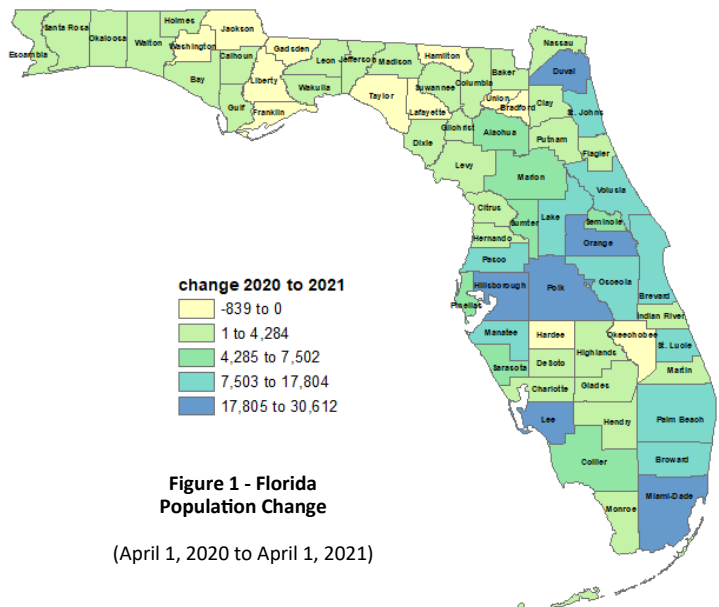 Holmes
Jackson
Santa Rosa
Okaloosa
Walton
Washington
Escambia
Gadsden
Calhoun
Leon
Jefferson
Madison
Hamilton
Nassau
Duval
Baker
Columbia
Liberty
Wakulla
Bay
Taylor
Suwannee
Lafayette
Union
Bradford
Clay
St. Johns
Gulf
Franklin
Gilchrist
Alachua
Putnam
Dixie
Flagler
Levy
Marion
Volusia
Citrus
Sumter
Lake
Seminole
Hernando
Orange
Pasco
Osceola
Hillsborough
Polk
Brevard
Pinellas
Indian River
Manatee
Hardee
Okeechobee
St. Lucie
Highlands
DeSoto
Sarasota
Martin
Charlotte
Glades
Lee
Hendry
Palm Beach
Collier
Broward
Monroe
Miami-Dade
change 2020 to 2021
-839 to 0
1 to 4,284
4,285 to 7,502
7,503 to 17,804
17,805 to 30,612
Figure 1 - Florida
Population Change
(April 1, 2020 to April 1, 2021)